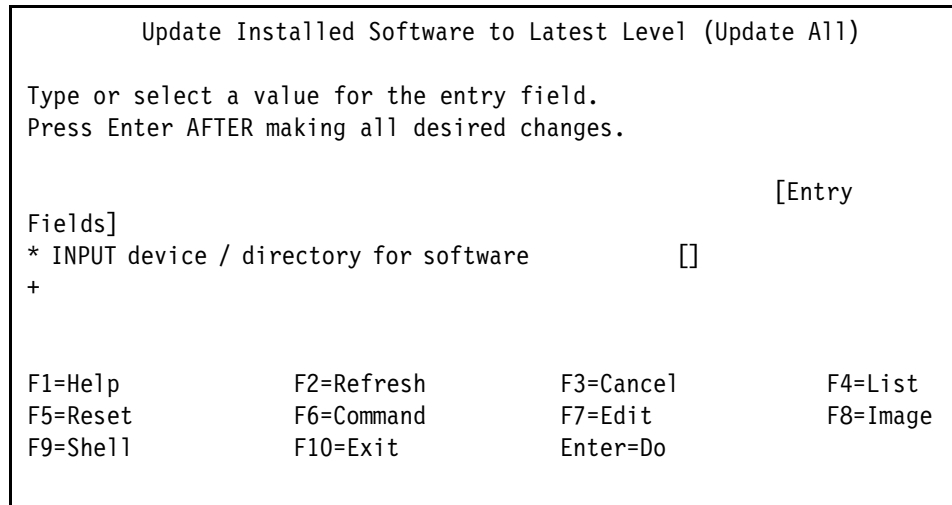 Update Installed Software to Latest Level (Update All)
Type or select a value for the entry field.
Press Enter AFTER making all desired changes.
[Entry
Fields]
* INPUT device / directory for software []
+
F1=Help F2=Refresh F3=Cancel F4=List
F5=Reset F6=Command F7=Edit F8=Image
F9=Shell F10=Exit Enter=Do